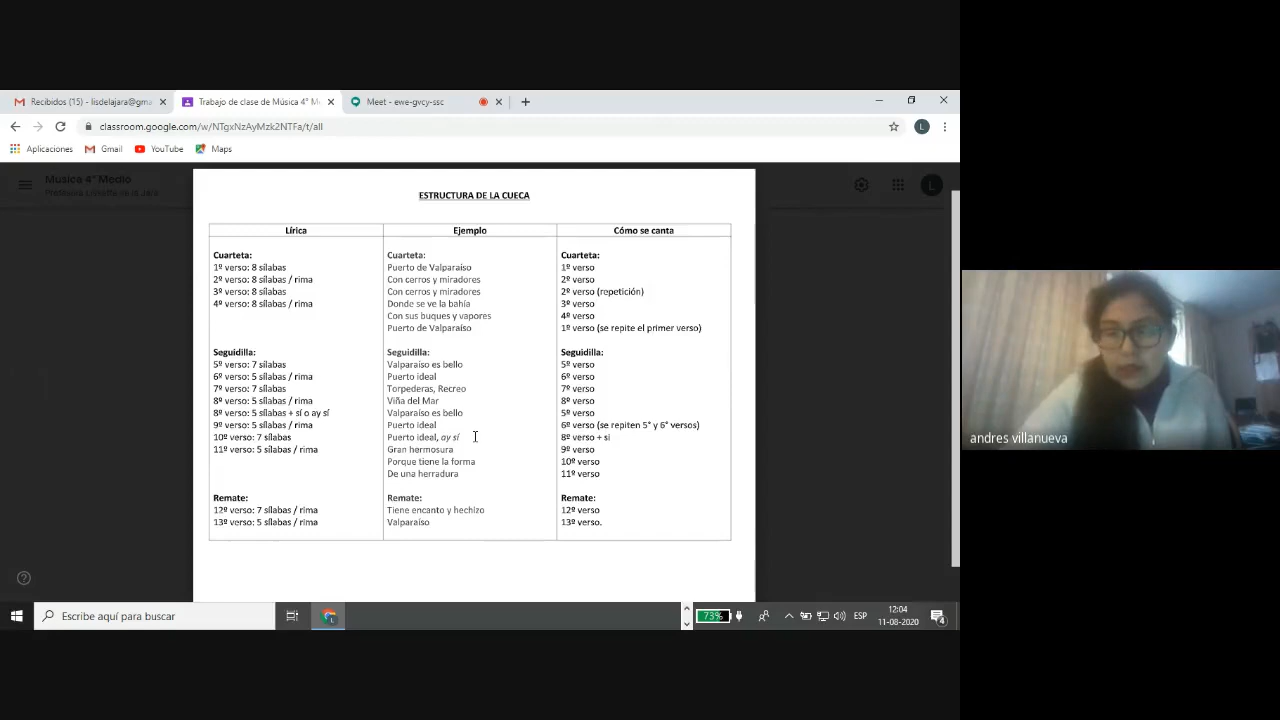 Recibidos (15) - lisdelajara@gma
Trabajo de clase de Música 4° M
Meet - ewe-gvcy-ssc
classroom.google.com/w/NTgxNzAyMzk2NTFa/t/all
L
Aplicaciones
Gmail
YouTube
Maps
Musica 4° Medio
L
ESTRUCTURA DE LA CUECA
Lírica
Ejemplo
Cómo se canta
Cuarteta:
1º verso: 8 sílabas
2º verso: 8 sílabas / rima
3º verso: 8 sílabas
4º verso: 8 sílabas / rima
Seguidilla:
5º verso: 7 sílabas
6º verso: 5 sílabas / rima
7º verso: 7 sílabas
8º verso: 5 sílabas / rima
8º verso: 5 sílabas + sí o ay sí
9º verso: 5 sílabas / rima
10º verso: 7 sílabas
11º verso: 5 sílabas / rima
Remate:
12º verso: 7 sílabas / rima
13º verso: 5 sílabas / rima
Cuarteta:
Puerto de Valparaíso
Con cerros y miradores
Con cerros y miradores
Donde se ve la bahía
Con sus buques y vapores
Puerto de Valparaíso
Seguidilla:
Valparaíso es bello
Puerto ideal
Torpederas, Recreo
Viña del Mar
Valparaíso es bello
Puerto ideal
Puerto ideal, ay sí
Gran hermosura
Porque tiene la forma
De una herradura
Remate:
Tiene encanto y hechizo
Valparaíso
Cuarteta:
1º verso
2º verso
2º verso (repetición)
3º verso
4º verso
1º verso (se repite el primer verso)
Seguidilla:
5º verso
6º verso
7º verso
8º verso
5º verso
6º verso (se repiten 5° y 6° versos)
8º verso + si
9º verso
10º verso
11º verso
Remate:
12º verso
13º verso.
andres villanueva
Escribe aquí para buscar
73%
ESP
12:04
11-08-2020
4